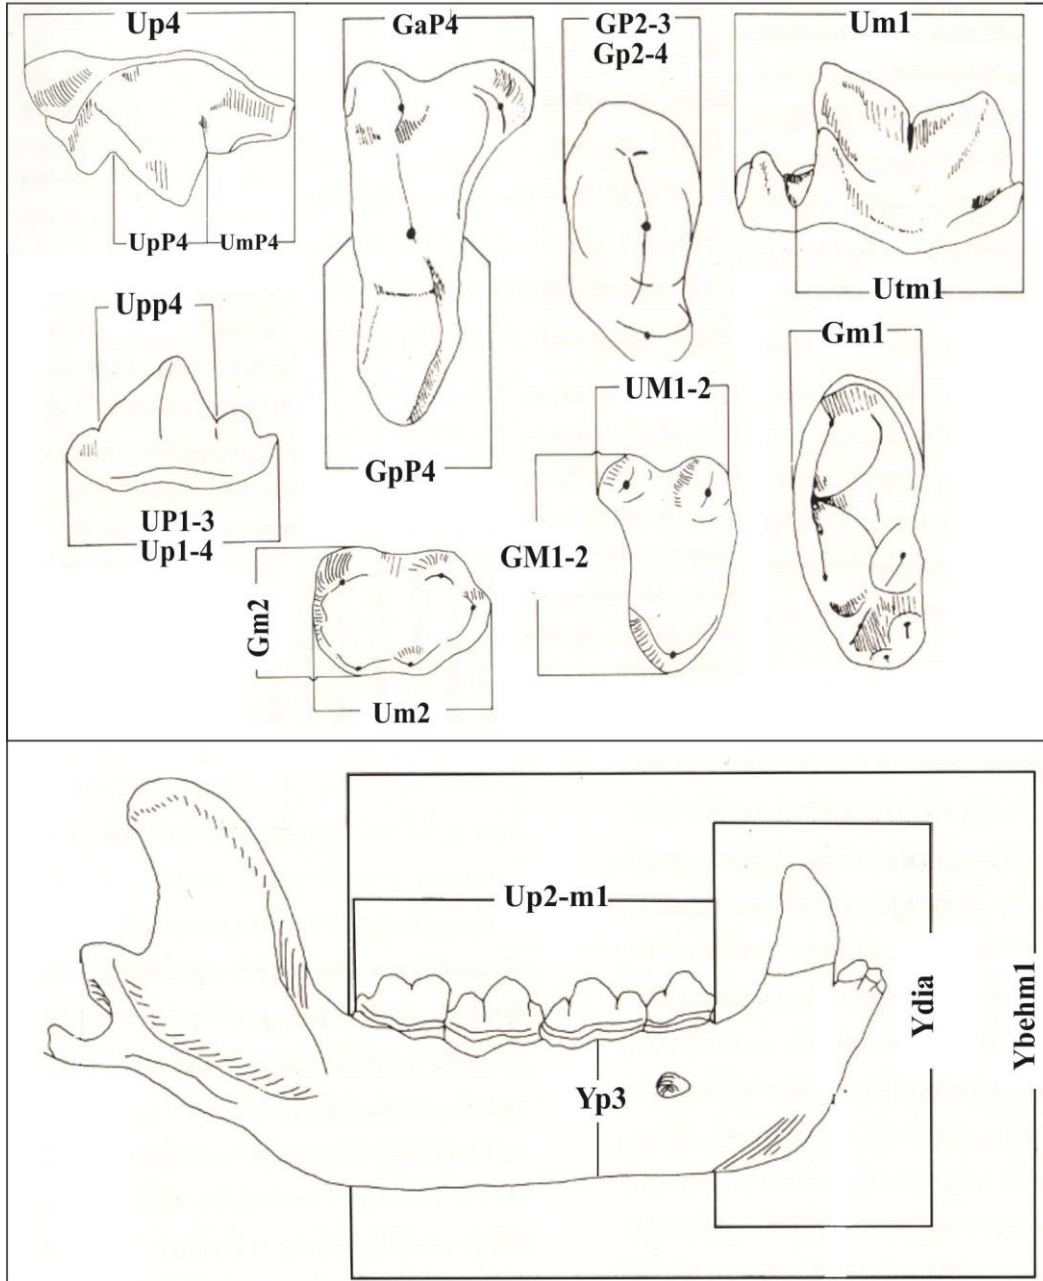 Up4
GaP4
GP2-3
Gp2-4
Um1
UpP4
UmP4
Utm1
Upp4
Gm1
UM1-2
GpP4
UP1-3
Up1-4
GM1-2
Gm2
Um2
Up2-m1
Ydia
Ybehm1
Yp3